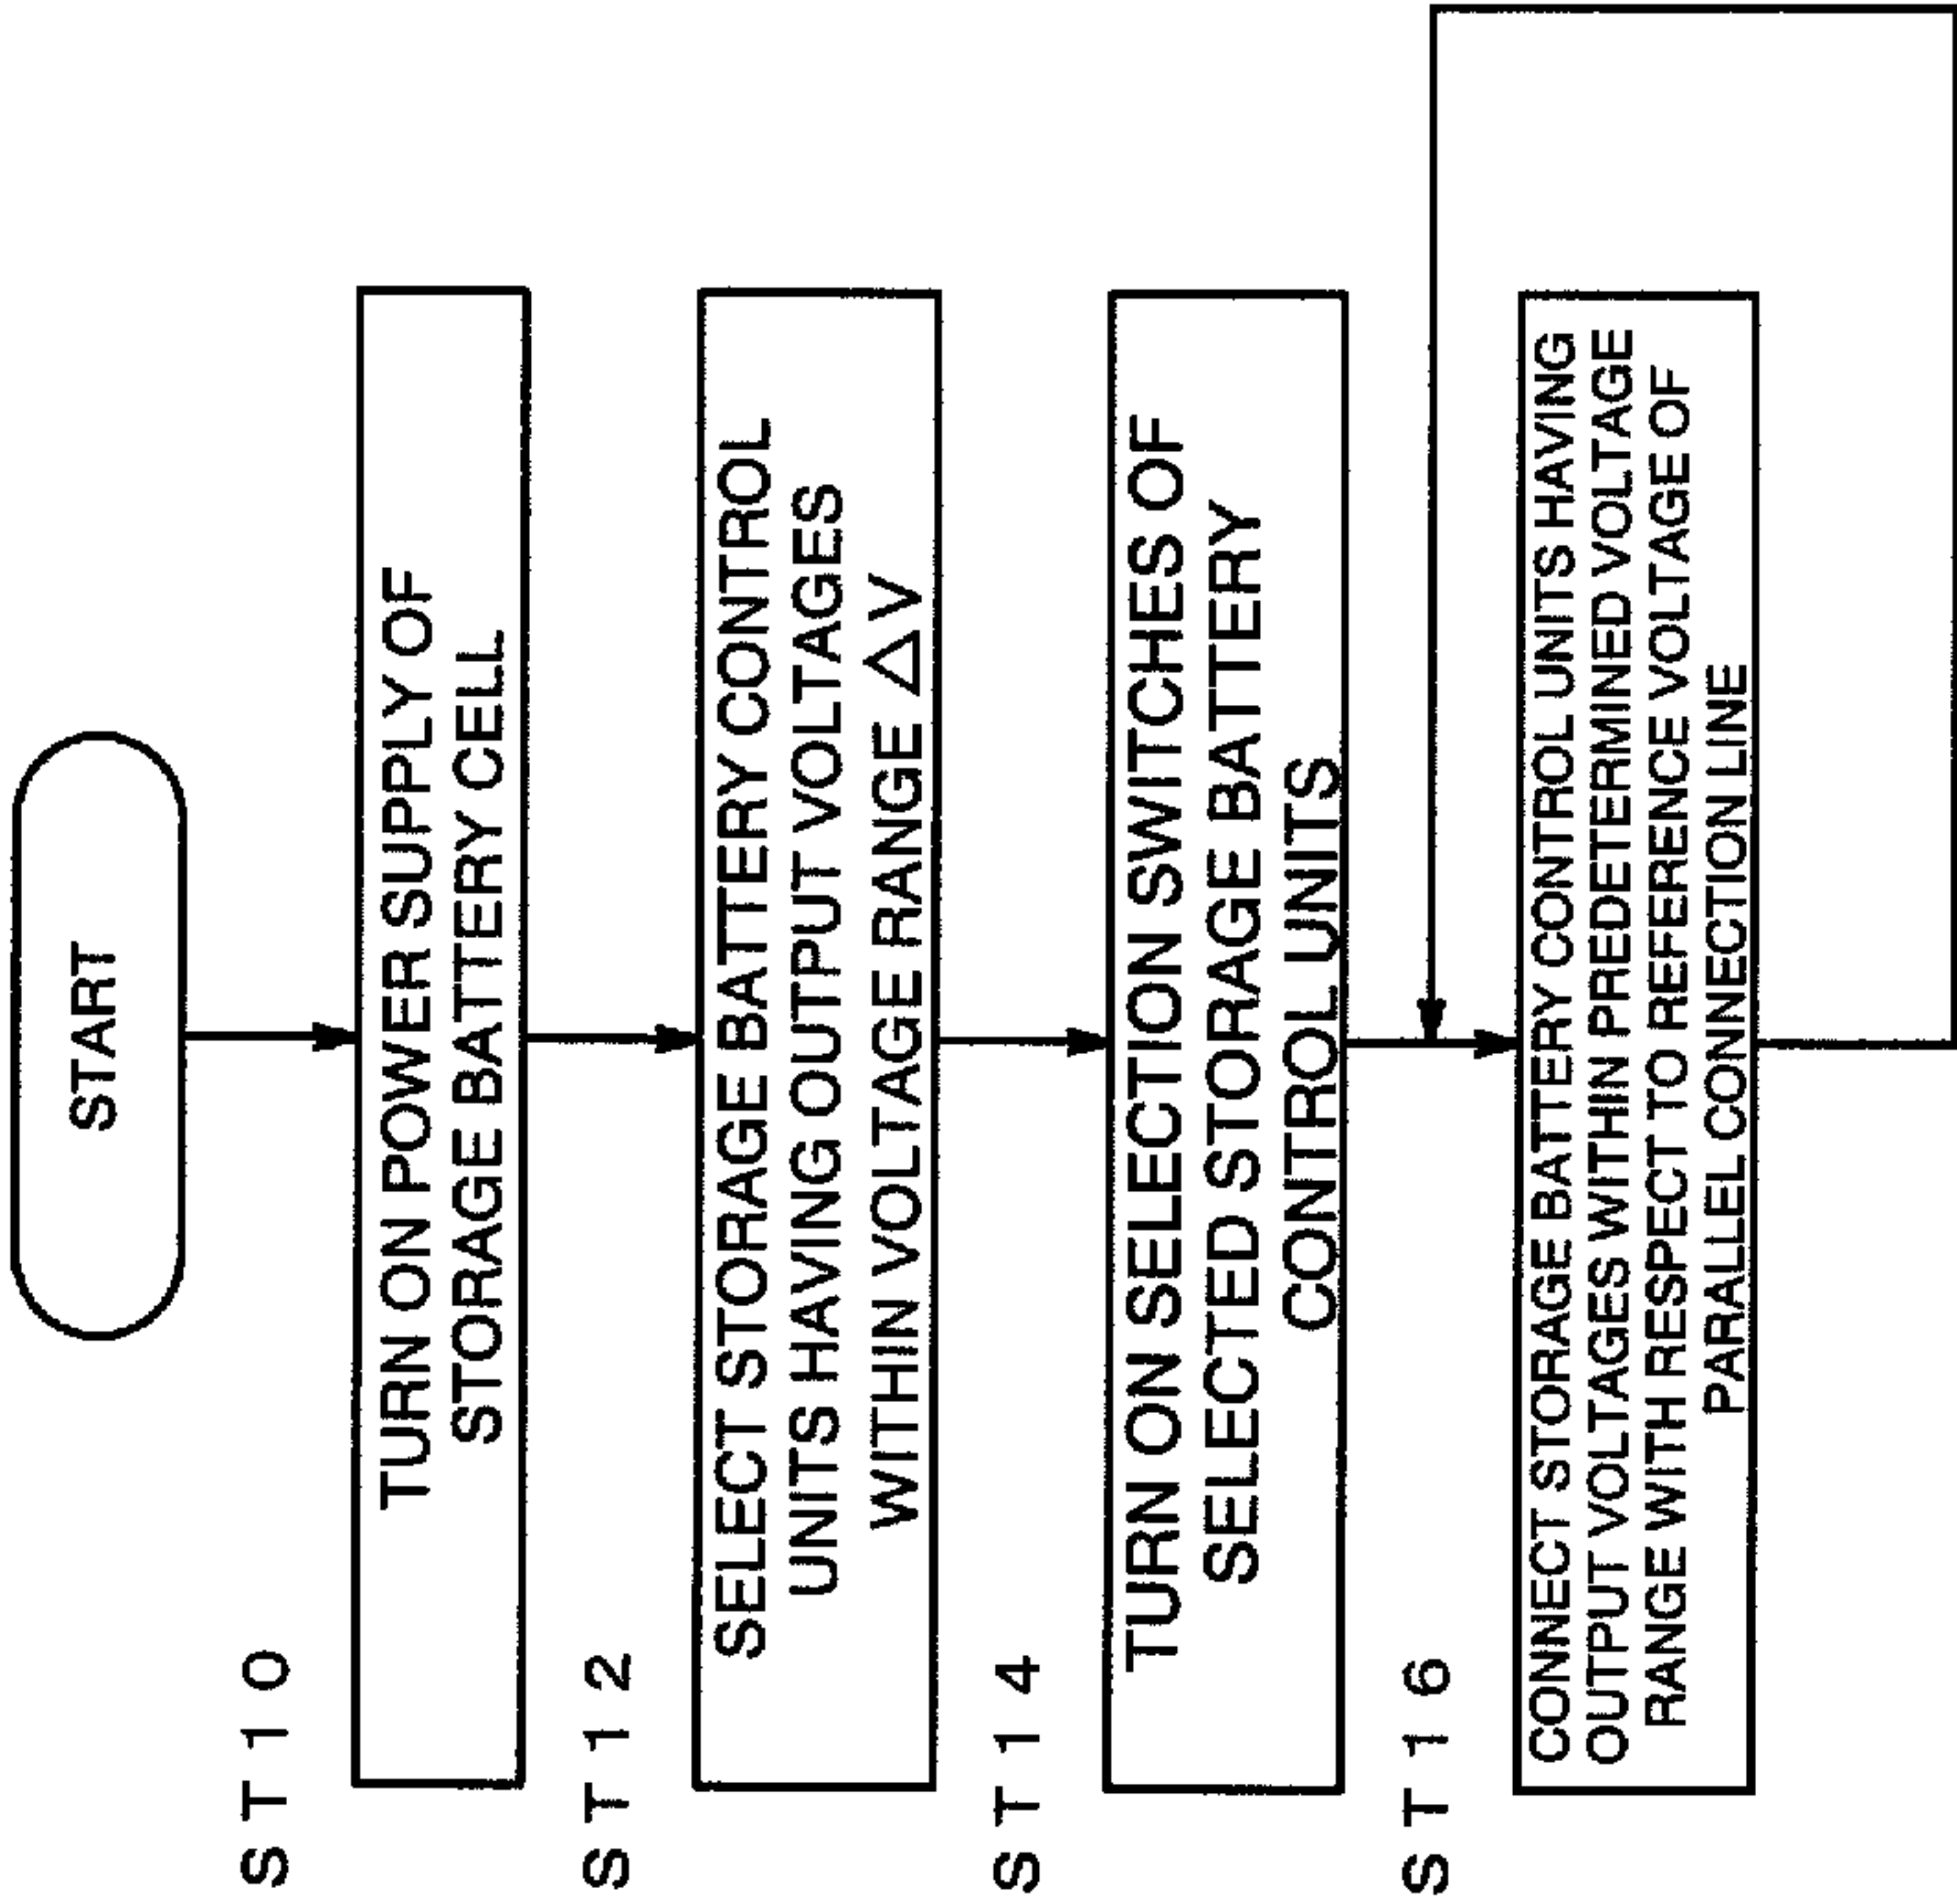 START
ST10
TURN ON POWER SUPPLY OF
STORAGE BATTERY CELL
ST12
SELECT STORAGE BATTERY CONTROL
UNITS HAVING OUTPUT VOLTAGES
WITHIN VOLTAGE RANGE △V
ST14
TURN ON SELECTION SWITCHES OF
SELECTED STORAGE BATTERY
CONTROL UNITS
ST16
CONNECT STORAGE BATTERY CONTROL UNITS HAVING
OUTPUT VOLTAGES WITHIN PREDETERMINED VOLTAGE
RANGE WITH RESPECT TO REFERENCE VOLTAGE OF
PARALLEL CONNECTION LINE